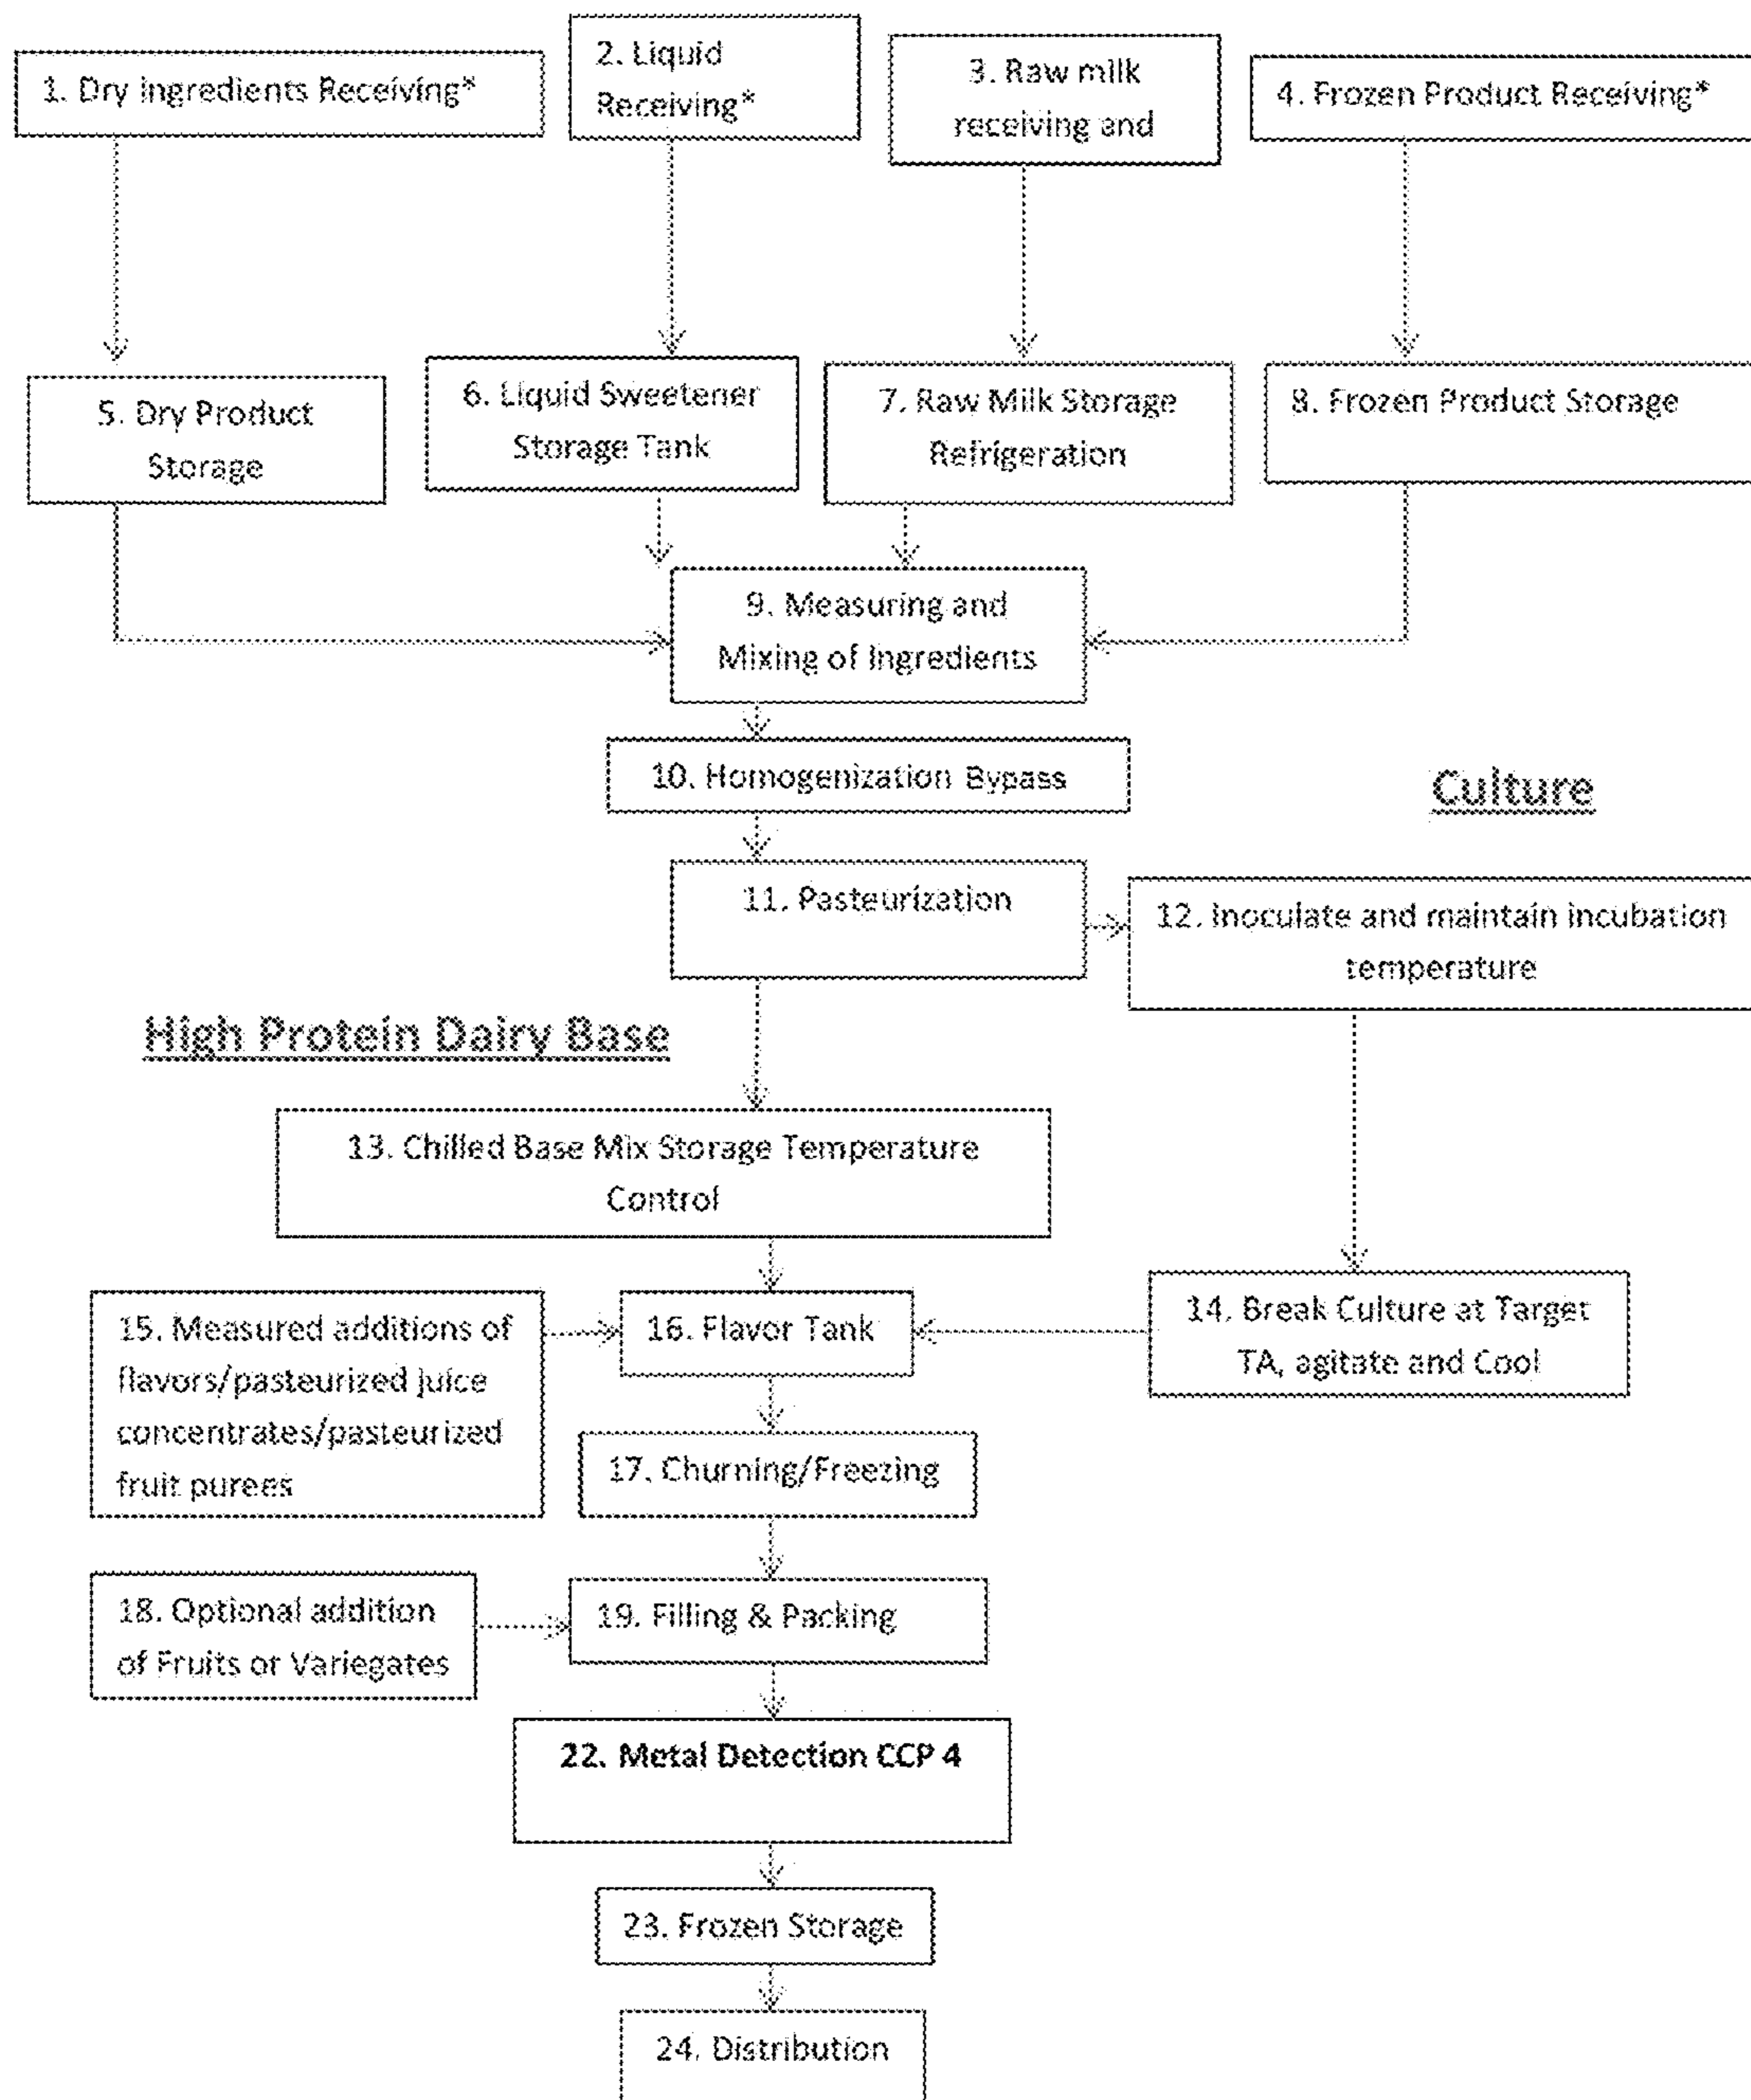 1. Dry Ingredients Receiving*
2. Liquid
Receiving*
3. Raw milk
receiving and
4. Frozen Product Receiving*
5. Dry Product
Storage
6. Liquid Sweetener
Storage Tank
7. Raw Milk Storage
Refrigeration
8. Frozen Product Storage
9. Measuring and
Mixing of Ingredients
10. Homogenization Bypass
Culture
11. Pasteurization
12. Inoculate and maintain incubation
temperature
High Protein Dairy Base
13. Chilled Base Mix Storage Temperature
Control
14. Break Culture at Target
TA, agitate and Cool
15. Measured additions of
flavors/pasteurized juice
concentrates/pasteurized
fruit purees
16. Flavor Tank
17. Churning/Freezing
18. Optional addition
of Fruits or Variegates
19. Filling & Packing
22. Metal Detection CCP 4
23. Frozen Storage
24. Distribution